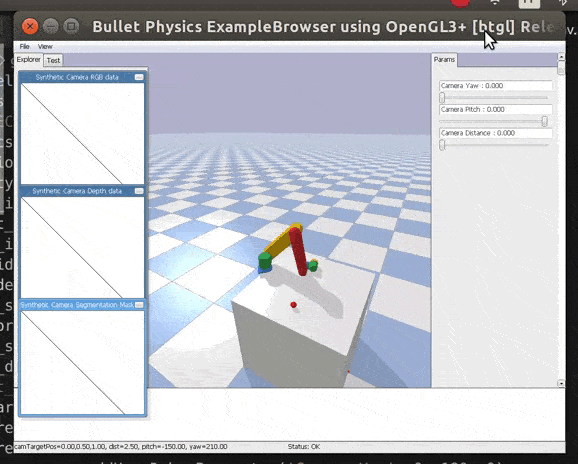 Bullet Physics ExampleBrowser using OpenGL3+ [btgl] Rele
File View
Explorer Test
Params
Synthetic Camera RGB data
Camera Yaw : 0.000
Camera Pitch : 0.000
Camera Distance : 0.000
Synthetic Camera Depth data
Synthetic Camera Segmentation Mask
camTargetPos=0.00,0.50,1.00, dist=2.50, pitch=-150.00, yaw=210.00 Status: OK